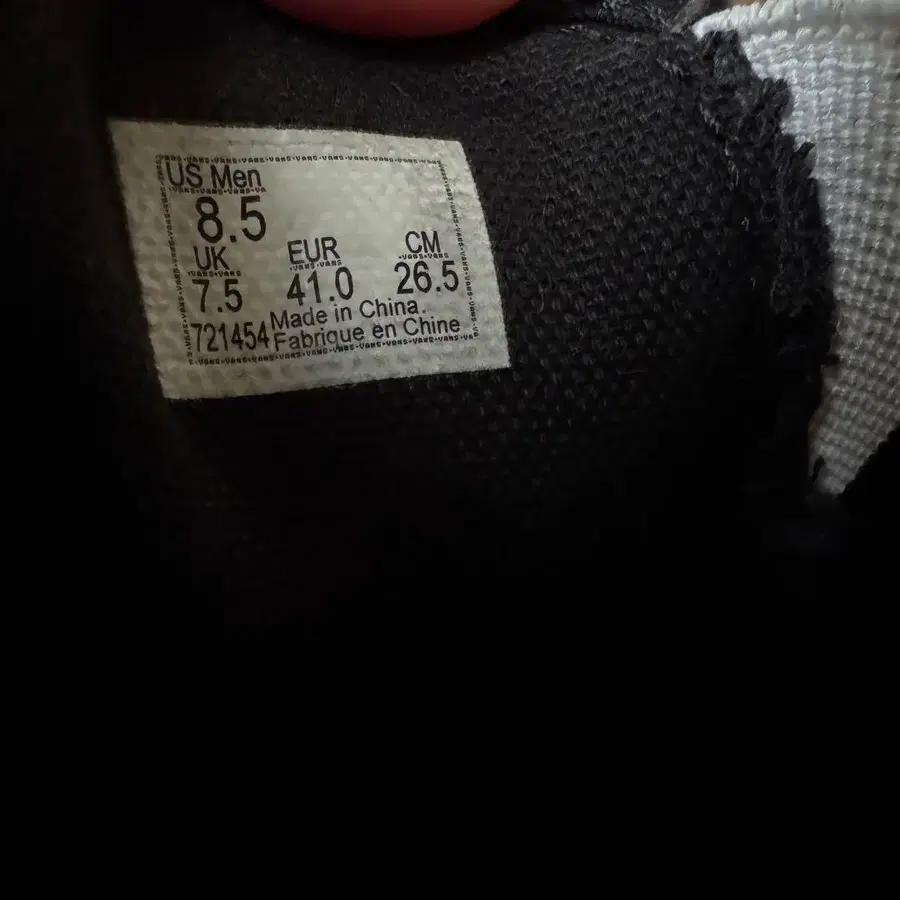 US Men
8.5
UK EUR CM
7.5 41.0 26.5
Made in China.
721454 Fabrique en Chine